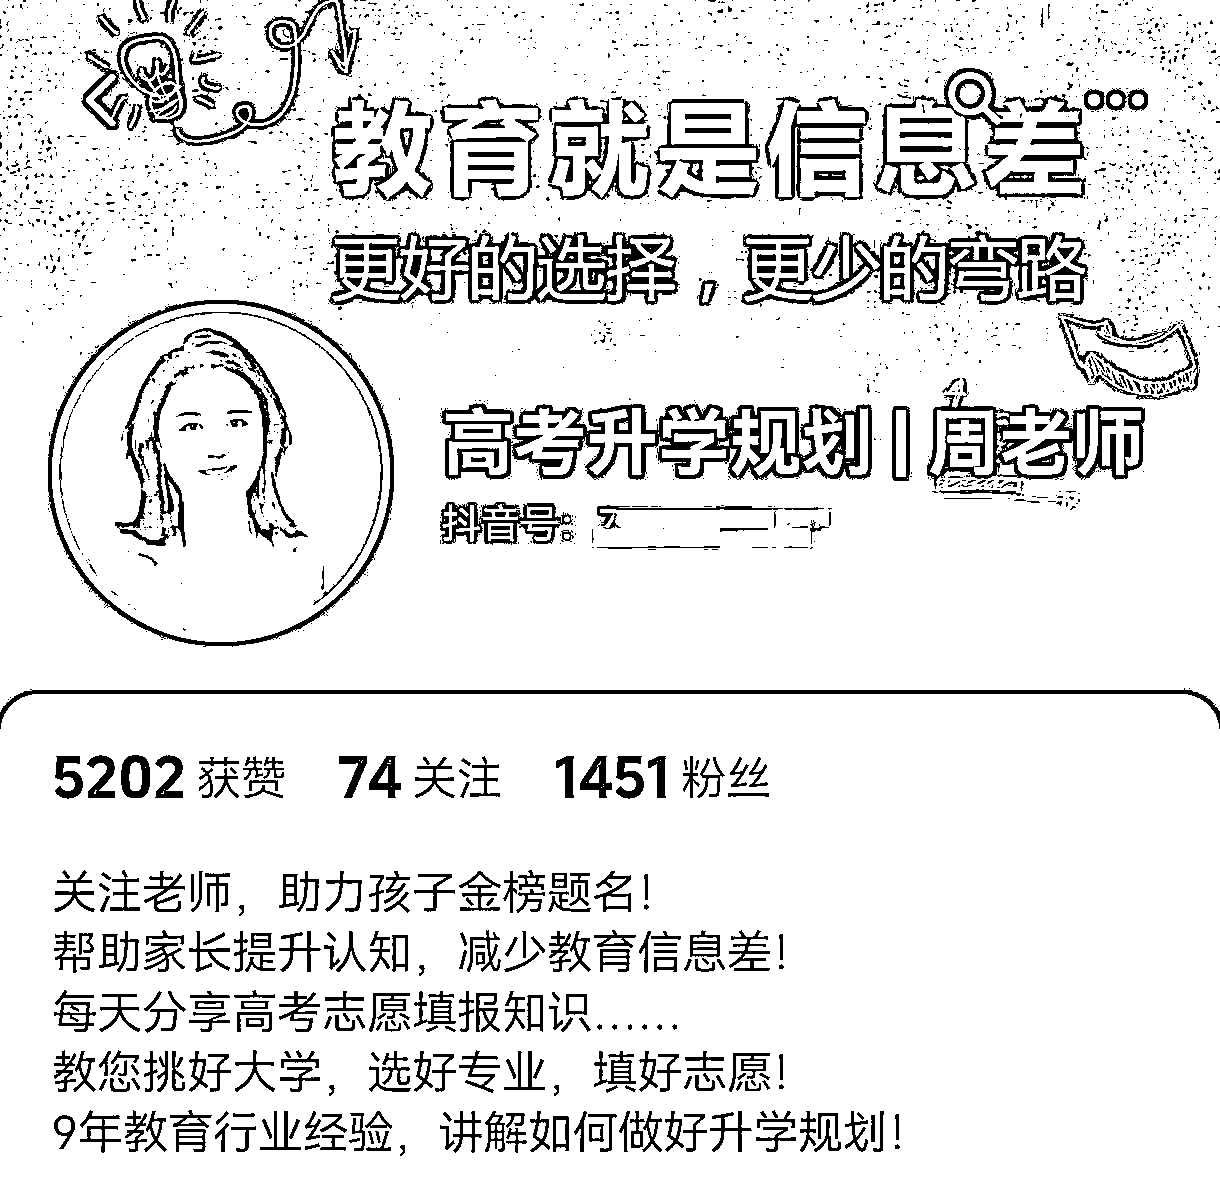 教育就是信息差
更好的选择，更少的弯路
高考升学规划 | 周老师
抖音号:
5202 获赞 74 关注 1451 粉丝
关注老师，助力孩子金榜题名！
帮助家长提升认知，减少教育信息差！
每天分享高考志愿填报知识……
教您挑好大学，选好专业，填好志愿！
9年教育行业经验，讲解如何做好升学规划！